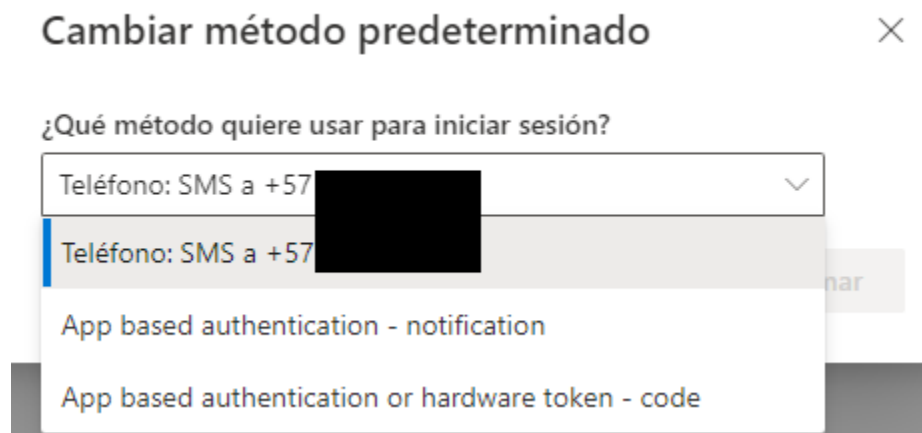 Cambiar método predeterminado
¿Qué método quiere usar para iniciar sesión?
Teléfono: SMS a +57
Teléfono: SMS a +57
App based authentication - notification
App based authentication or hardware token - code